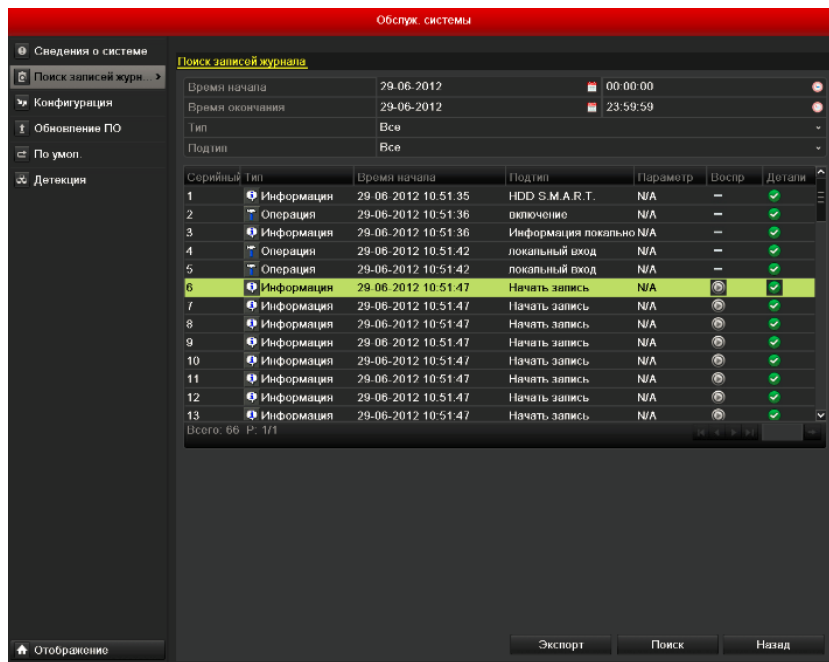 Обслуж. системы
Сведения о системе
Поиск записей журн... >
Конфигурация
Обновление ПО
По умол.
Детекция
Поиск записей журнала
Время начала 29-06-2012 00:00:00
Время окончания 29-06-2012 23:59:59
Тип Все
Подтип Все
Серийный Тип Время начала Подтип Параметр Воспр Детали
1 Информация 29-06-2012 10:51:35 HDD S.M.A.R.T. N/A —
2 Операция 29-06-2012 10:51:36 включение N/A —
3 Информация 29-06-2012 10:51:36 Информация локально N/A —
4 Операция 29-06-2012 10:51:42 локальный вход N/A —
5 Операция 29-06-2012 10:51:42 локальный вход N/A —
6 Информация 29-06-2012 10:51:47 Начать запись N/A
7 Информация 29-06-2012 10:51:47 Начать запись N/A
8 Информация 29-06-2012 10:51:47 Начать запись N/A
9 Информация 29-06-2012 10:51:47 Начать запись N/A
10 Информация 29-06-2012 10:51:47 Начать запись N/A
11 Информация 29-06-2012 10:51:47 Начать запись N/A
12 Информация 29-06-2012 10:51:47 Начать запись N/A
13 Информация 29-06-2012 10:51:47 Начать запись N/A
Всего: 66 P: 1/1
Экспорт Поиск Назад
Отображение